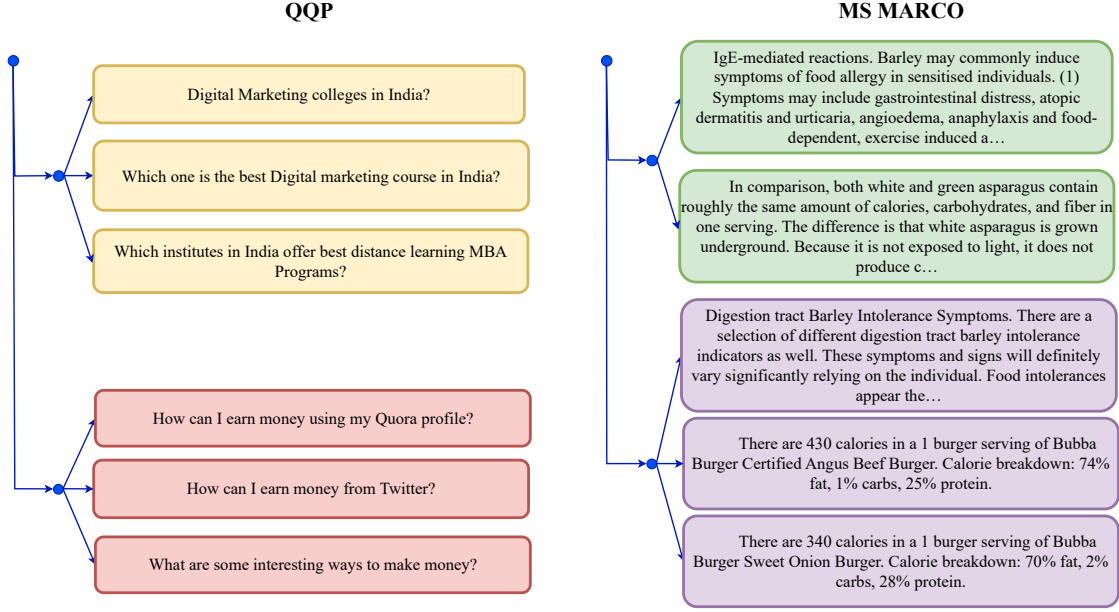 QQP
Digital Marketing colleges in India?
Which one is the best Digital marketing course in India?
Which institutes in India offer best distance learning MBA
Programs?
How can I earn money using my Quora profile?
How can I earn money from Twitter?
What are some interesting ways to make money?
MS MARCO
IgE-mediated reactions. Barley may commonly induce
symptoms of food allergy in sensitised individuals. (1)
Symptoms may include gastrointestinal distress, atopic
dermatitis and urticaria, angioedema, anaphylaxis and food-
dependent, exercise induced a…
In comparison, both white and green asparagus contain
roughly the same amount of calories, carbohydrates, and fiber in
one serving. The difference is that white asparagus is grown
underground. Because it is not exposed to light, it does not
produce c…
Digestion tract Barley Intolerance Symptoms. There are a
selection of different digestion tract barley intolerance
indicators as well. These symptoms and signs will definitely
vary significantly relying on the individual. Food intolerances
appear the…
There are 430 calories in a 1 burger serving of Bubba
Burger Certified Angus Beef Burger. Calorie breakdown: 74%
fat, 1% carbs, 25% protein.
There are 340 calories in a 1 burger serving of Bubba
Burger Sweet Onion Burger. Calorie breakdown: 70% fat, 2%
carbs, 28% protein.